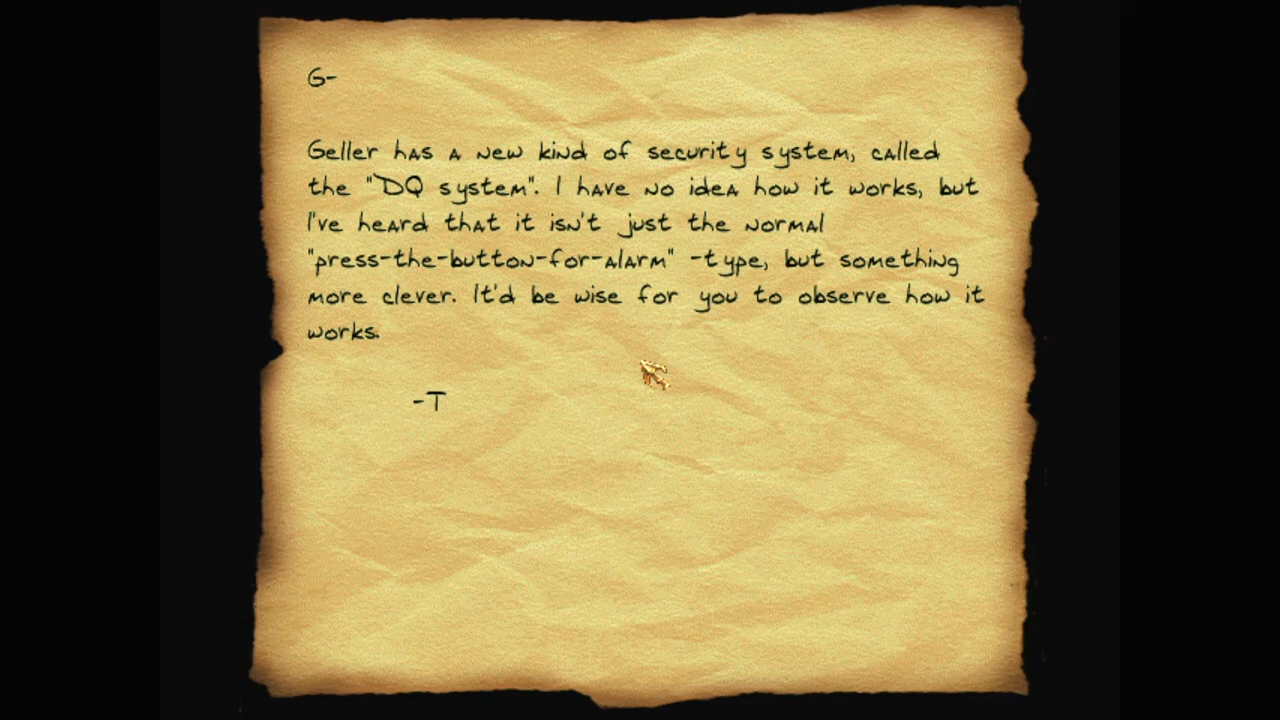 G-
Geller has a new kind of security system, called
the "DQ system". I have no idea how it works, but
I've heard that it isn't just the normal
"press-the-button-for-alarm" -type, but something
more clever. It'd be wise for you to observe how it
works.
-T